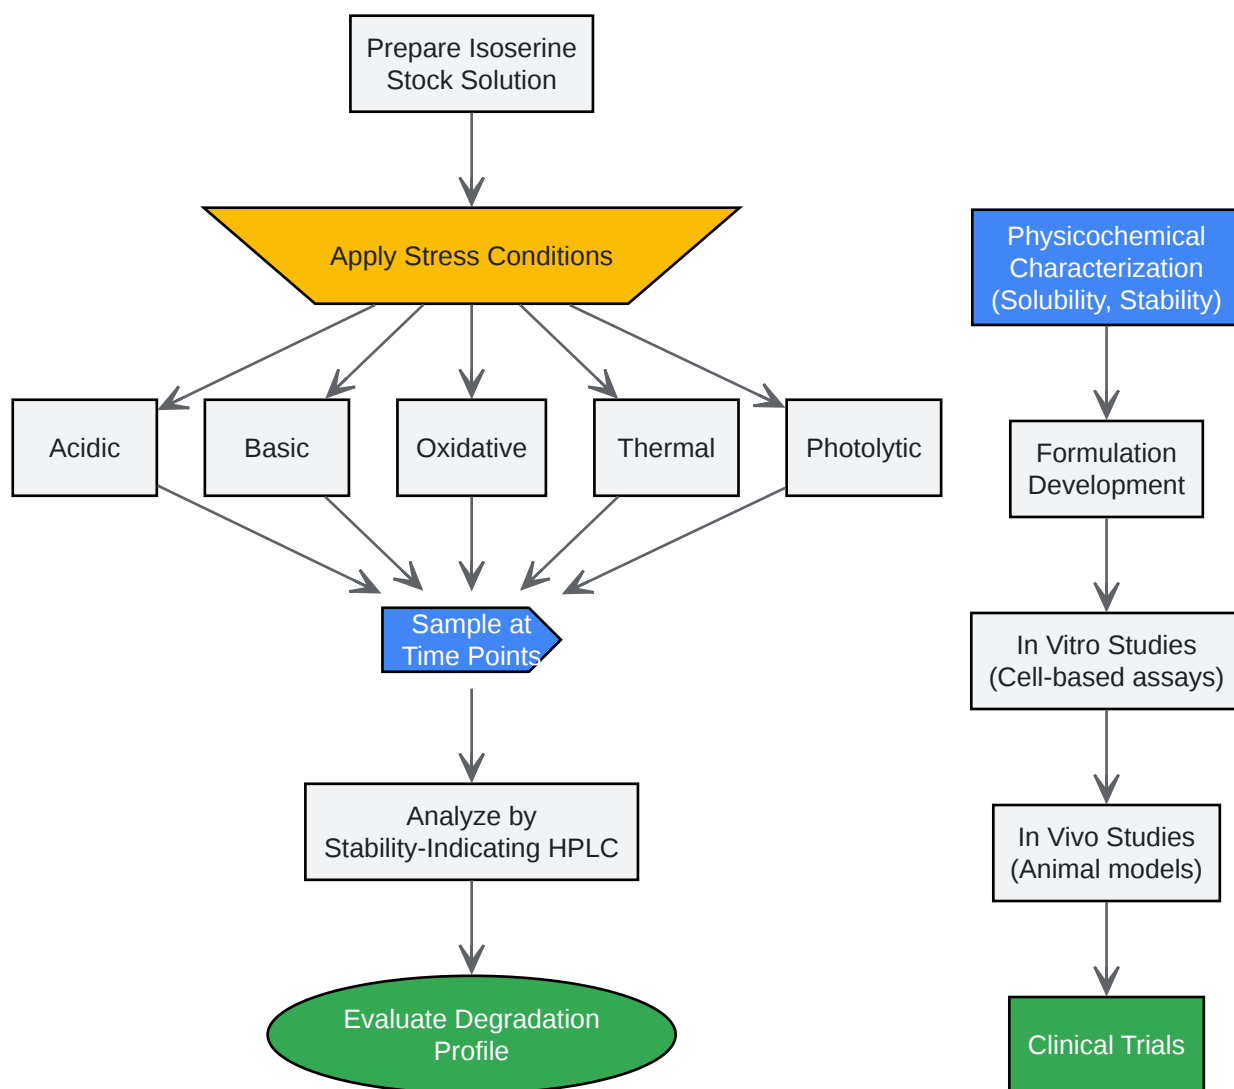 Prepare Isoserine
Stock Solution
Apply Stress Conditions
Acidic
Basic
Oxidative
Thermal
Photolytic
Sample at
Time Points
Analyze by
Stability-Indicating HPLC
Evaluate Degradation
Profile
Physicochemical
Characterization
(Solubility, Stability)
Formulation
Development
In Vitro Studies
(Cell-based assays)
In Vivo Studies
(Animal models)
Clinical Trials